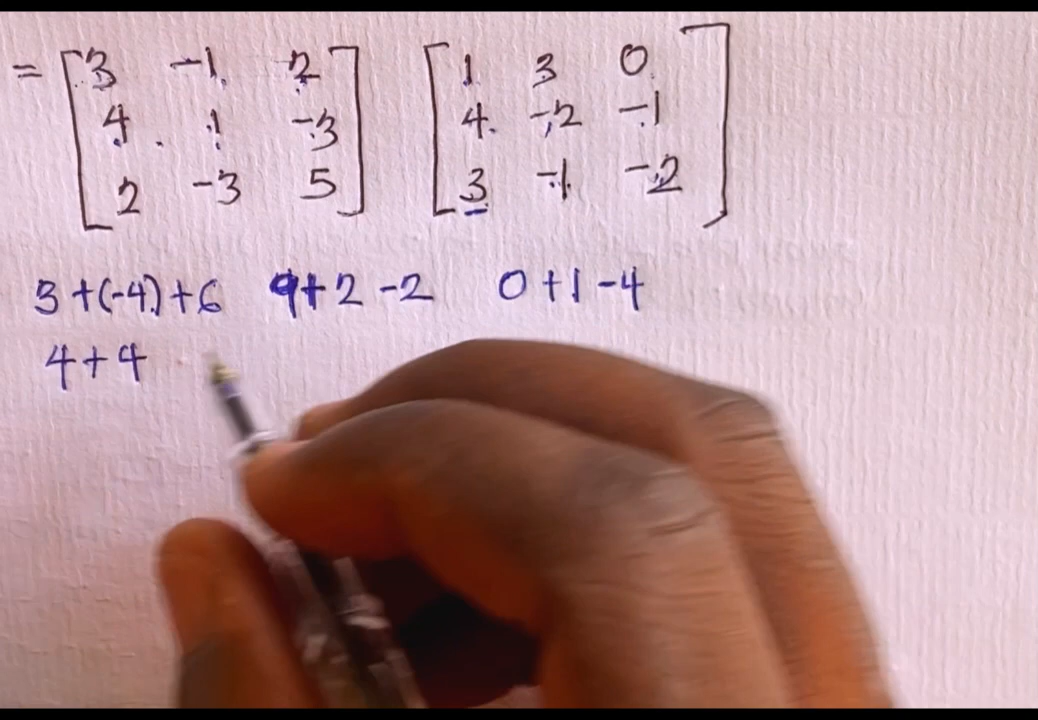 = [3 -1 2] [1 3 0]
[4 . 1 -3] [4. -2 -1]
[2 -3 5] [3 -1 -2]
3 +(-4)+6 9+2-2 0+1-4
4+4